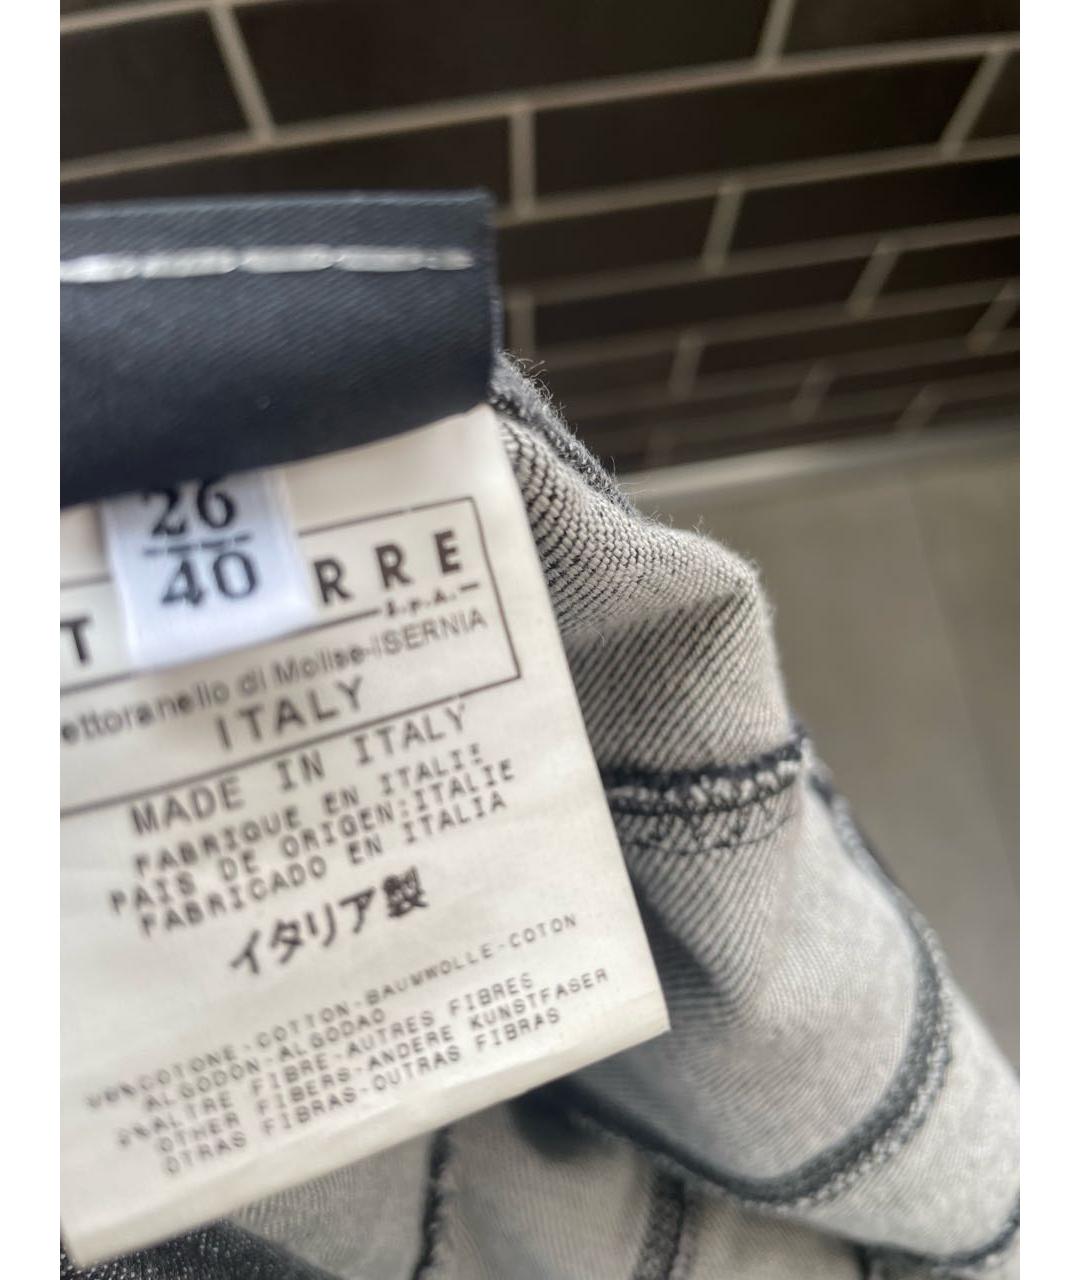 26
40
T RRE
S.p.A.
ettoranello di Molise-ISERNIA
ITALY
MADE IN ITALY
FABRIQUE EN ITALIE
PAIS DE ORIGEN:ITALIE
FABRICADO EN ITALIA
イタリア製
COTONE-COTTON-BAUMWOLLE-COTON
ALGODON-ALGODAO
2%ALTRE FIBRE-AUTRES FIBRES
OTHER FIBERS-ANDERE KUNSTFASER
OTRAS FIBRAS-OUTRAS FIBRAS